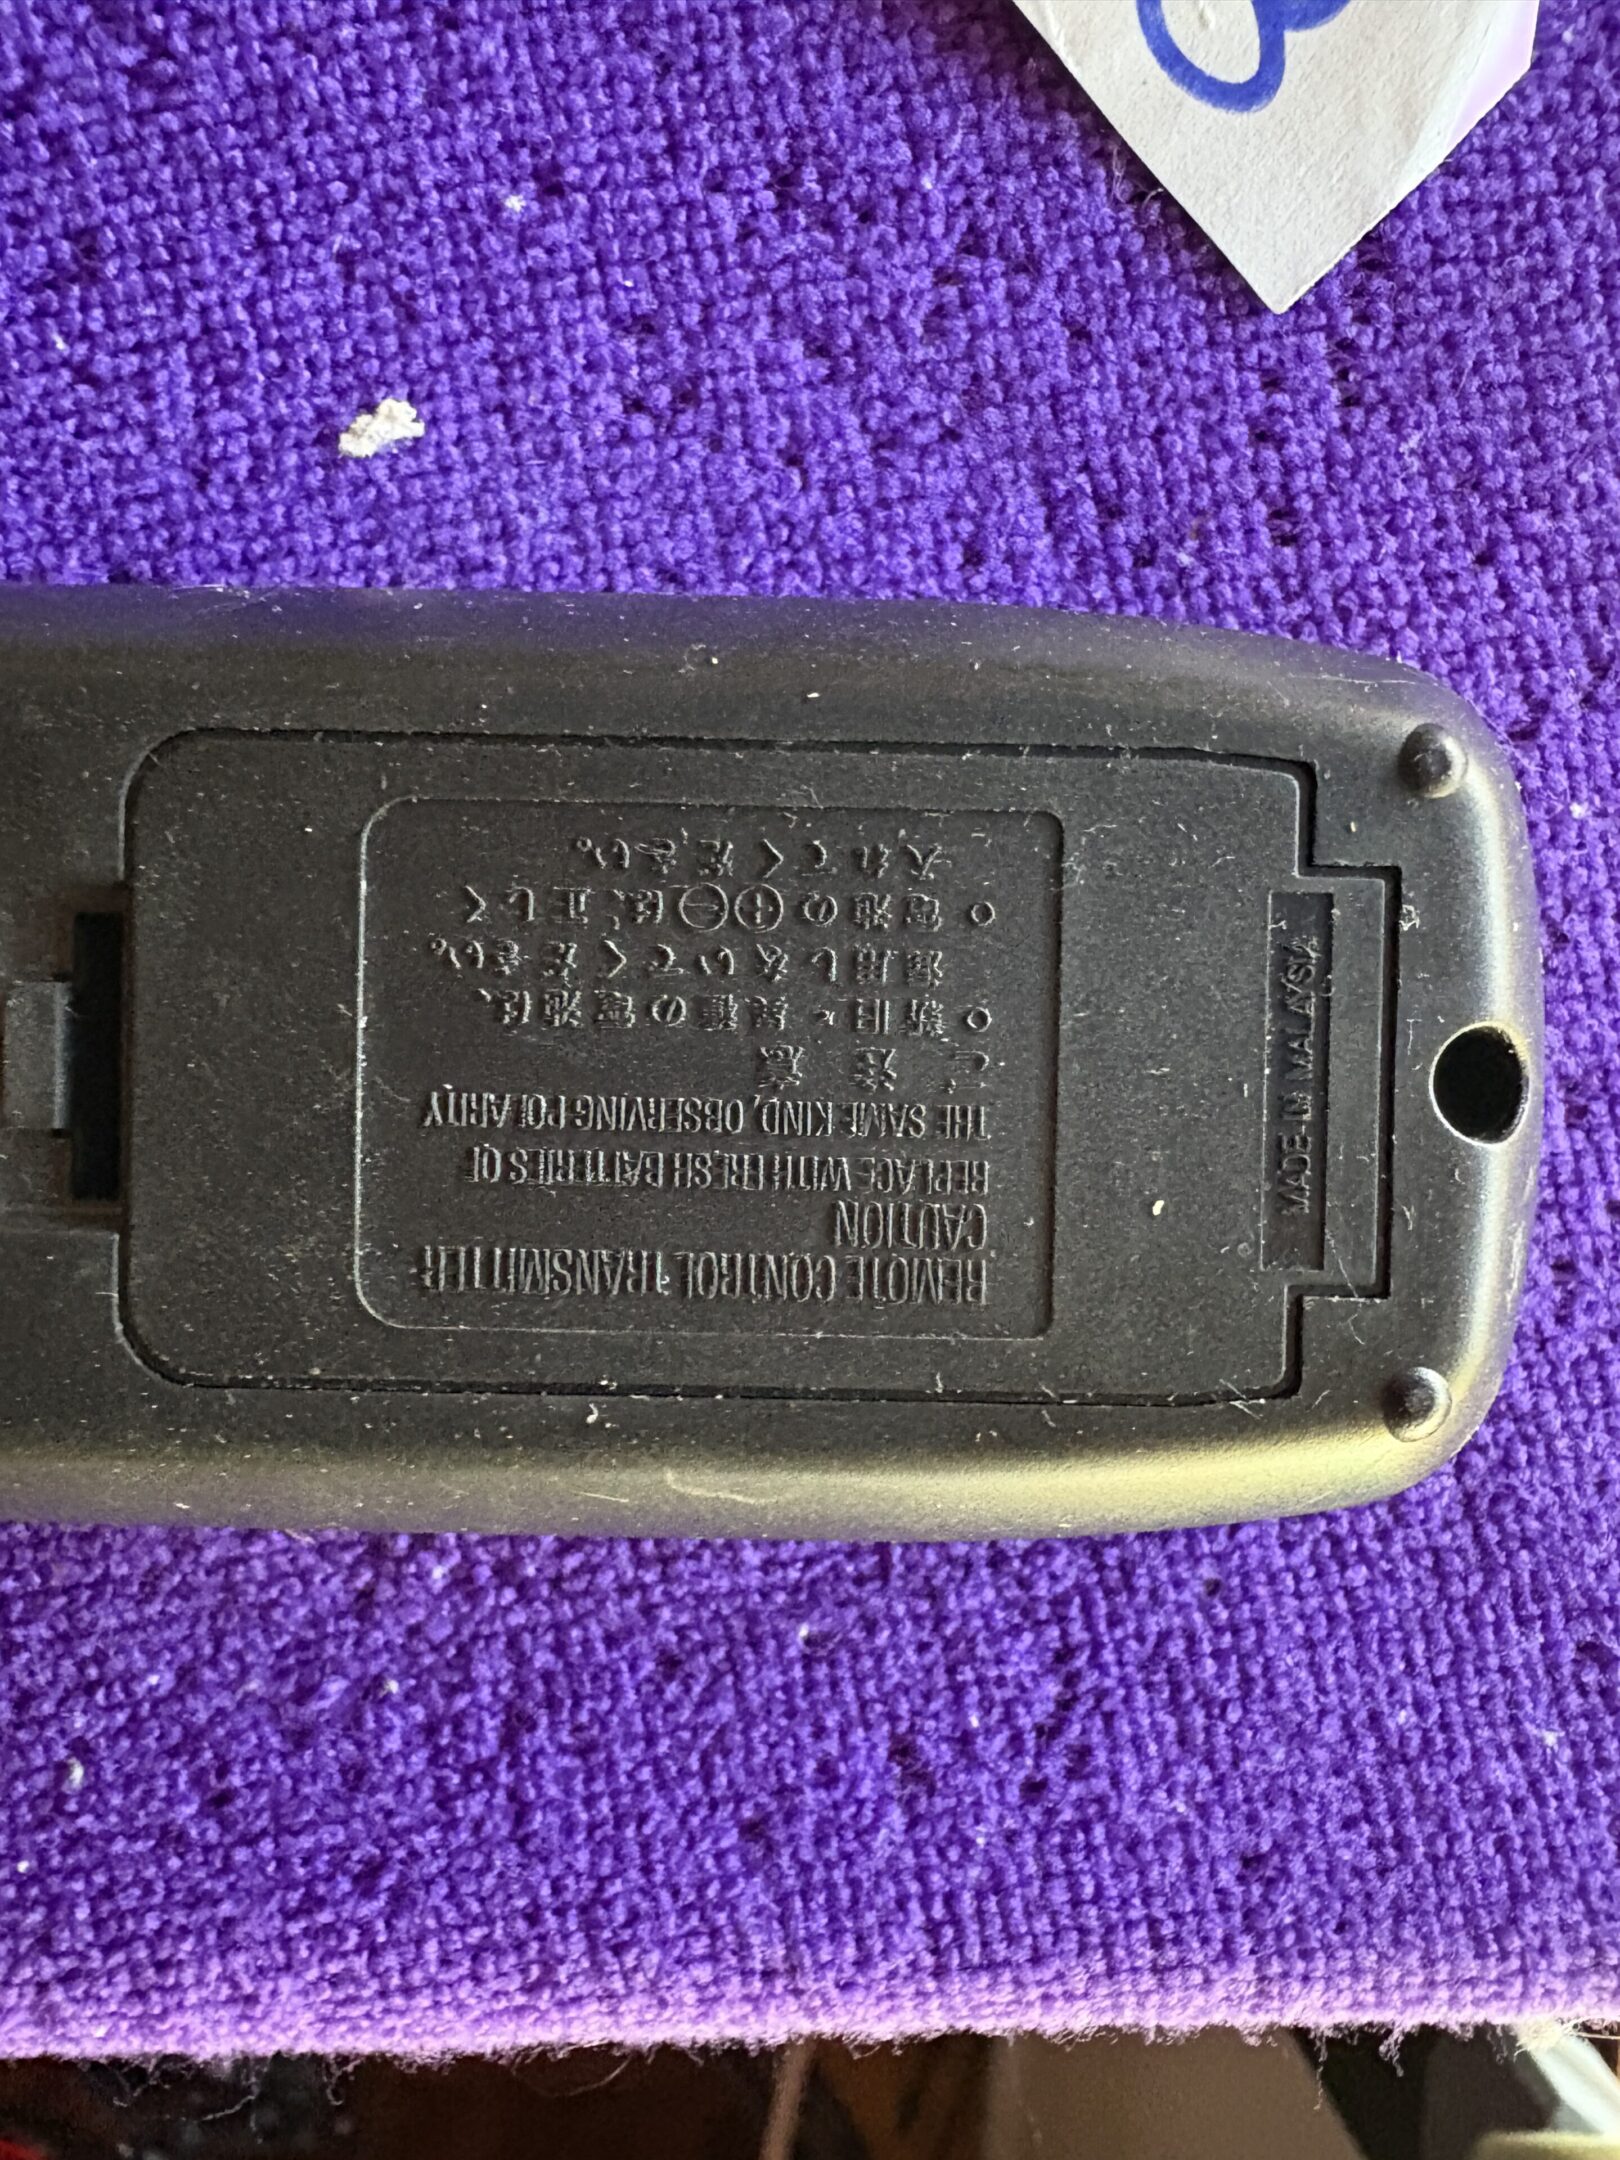 REMOTE CONTROL TRANSMITTER
CAUTION
REPLACE WITH FRESH BATTERIES OF
THE SAME KIND, OBSERVING POLARITY
注 意
○ 新旧、異種の電池は、
混用しないでください。
○ 電池の⊕⊖は、正しく
入れてください。
MADE IN MALAYSIA